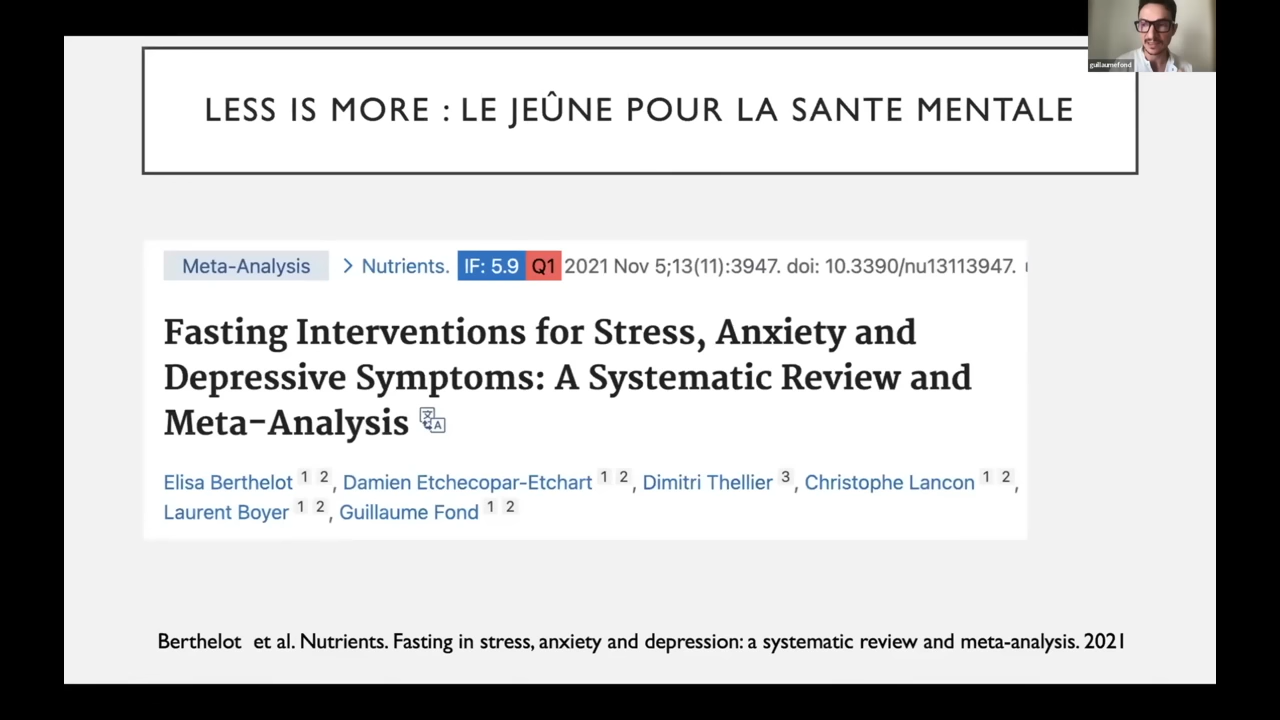 guillaumefond
LESS IS MORE : LE JEÛNE POUR LA SANTE MENTALE
Meta-Analysis > Nutrients. IF: 5.9 Q1 2021 Nov 5;13(11):3947. doi: 10.3390/nu13113947.
Fasting Interventions for Stress, Anxiety and
Depressive Symptoms: A Systematic Review and
Meta-Analysis
Elisa Berthelot 1 2, Damien Etchecopar-Etchart 1 2, Dimitri Thellier 3, Christophe Lancon 1 2,
Laurent Boyer 1 2, Guillaume Fond 1 2
Berthelot et al. Nutrients. Fasting in stress, anxiety and depression: a systematic review and meta-analysis. 2021